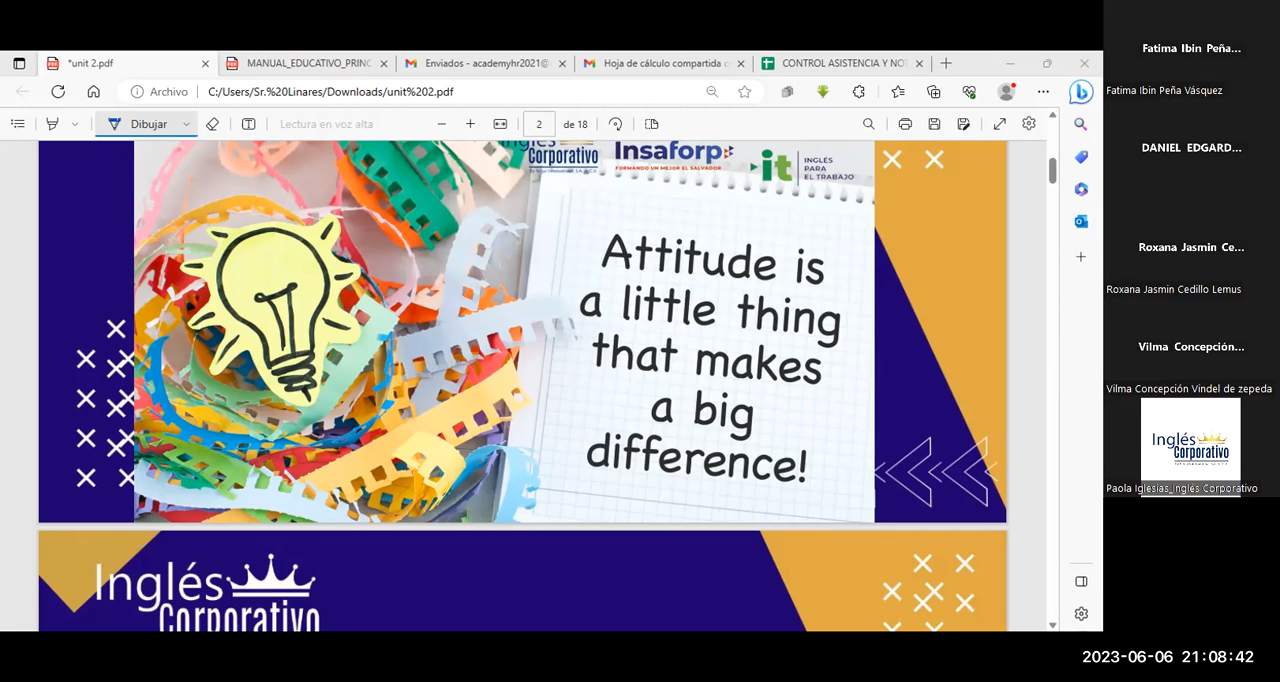 *unit 2.pdf
MANUAL_EDUCATIVO_PRINC
Enviados - academyhr2021@
Hoja de cálculo compartida c
CONTROL ASISTENCIA Y NOT
Archivo
C:/Users/Sr.%20Linares/Downloads/unit%202.pdf
Dibujar
Lectura en voz alta
2
de 18
Inglés
Corporativo
Insaforp
FORMANDO UN MEJOR EL SALVADOR
it
INGLÉS
PARA
EL TRABAJO
Attitude is
a little thing
that makes
a big
difference!
Inglés
Corporativo
Fatima Ibin Peña...
Fatima Ibin Peña Vásquez
DANIEL EDGARD...
Roxana Jasmin Ce...
Roxana Jasmin Cedillo Lemus
Vilma Concepción...
Vilma Concepción Vindel de zepeda
Inglés
Corporativo
Paola Iglesias_Inglés Corporativo
2023-06-06 21:08:42